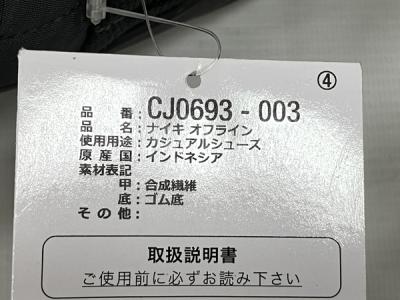 ④
品番:CJ0693-003
品名:ナイキ オフライン
使用用途:カジュアルシューズ
原産国:インドネシア
素材表記
甲:合成繊維
底:ゴム底
その他:
取扱説明書
ご使用前に必ずお読み下さい